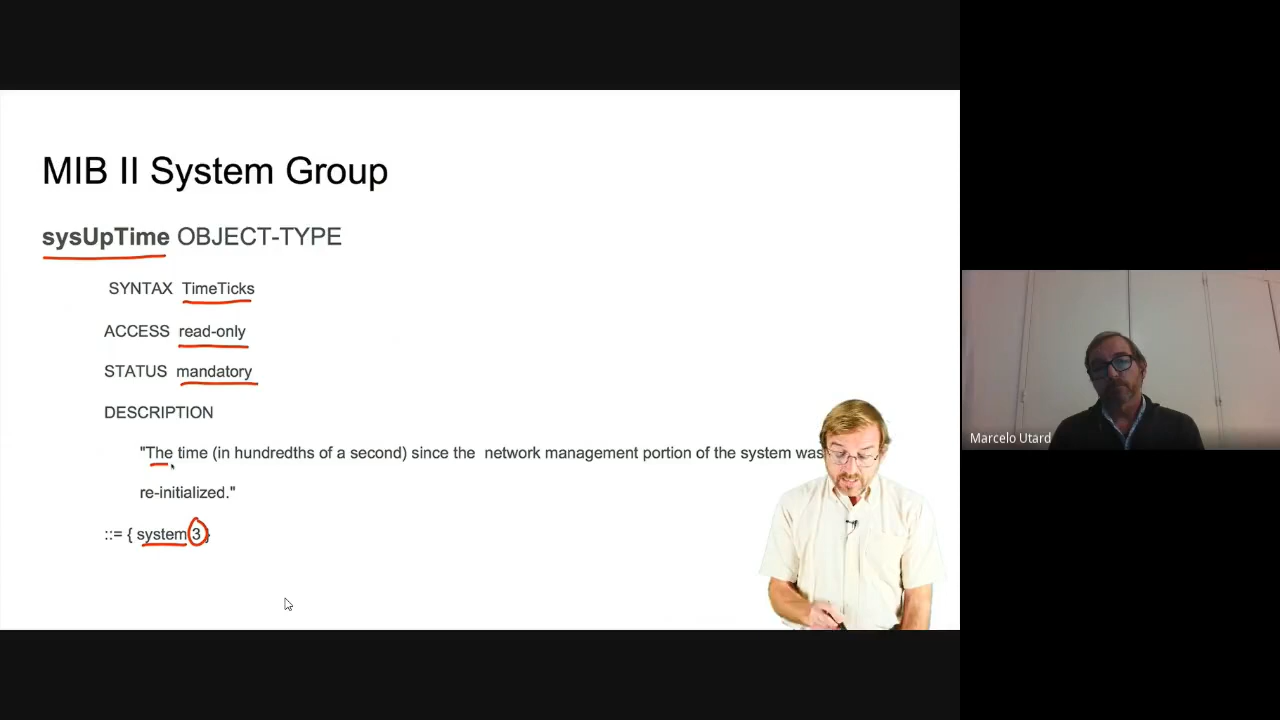 MIB II System Group
sysUpTime OBJECT-TYPE
SYNTAX TimeTicks
ACCESS read-only
STATUS mandatory
DESCRIPTION
"The time (in hundredths of a second) since the network management portion of the system was
re-initialized."
::= { system 3 }
Marcelo Utard